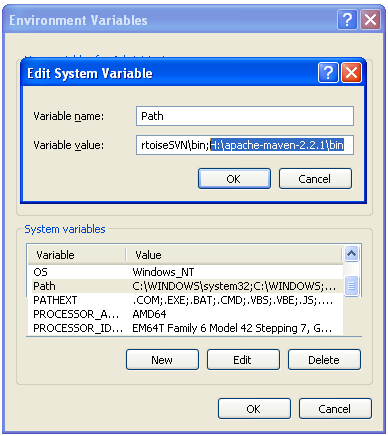 Environment Variables
Edit System Variable
Variable name:
Path
Variable value:
rtoiseSVN\bin;H:\apache-maven-2.2.1\bin
OK
Cancel
System variables
Variable
Value
OS
Windows_NT
Path
C:\WINDOWS\system32;C:\WINDOWS;...
PATHEXT
.COM;.EXE;.BAT;.CMD;.VBS;.VBE;.JS;....
PROCESSOR_A...
AMD64
PROCESSOR_ID...
EM64T Family 6 Model 42 Stepping 7, G...
New
Edit
Delete
OK
Cancel